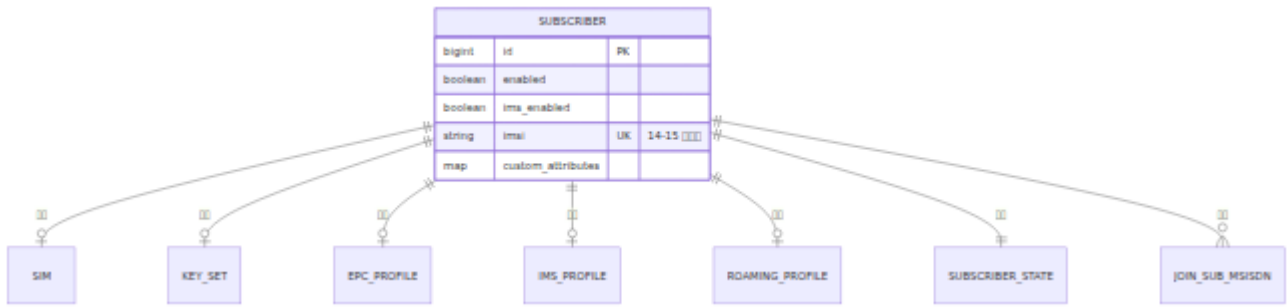 SUBSCRIBER
bigint id PK
boolean enabled
boolean ims_enabled
string imsi UK 14-15
map custom_attributes
SIM
KEY_SET
EPC_PROFILE
IMS_PROFILE
ROAMING_PROFILE
SUBSCRIBER_STATE
JOIN_SUB_MSISDN